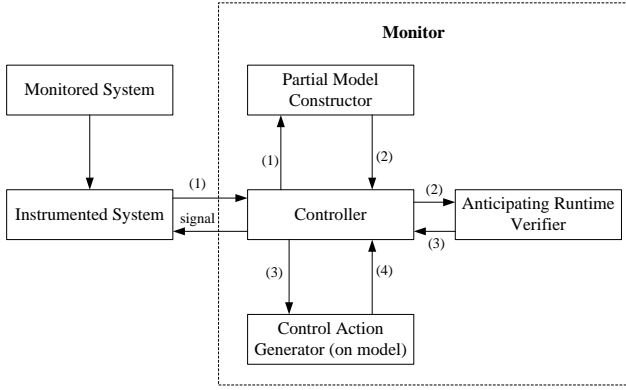 Monitor
Monitored System
Partial Model
Constructor
(1)
(2)
(1)
(2)
Instrumented System
signal
Controller
Anticipating Runtime
Verifier
(3)
(3)
(4)
Control Action
Generator (on model)